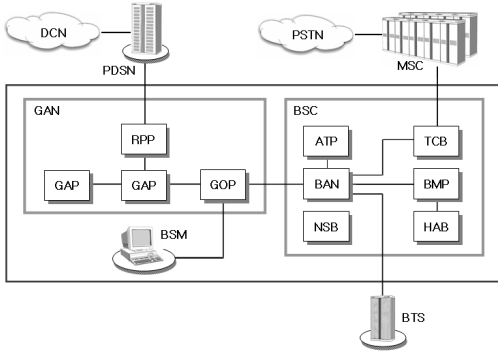 DCN
PSTN
PDSN
MSC
GAN
BSC
RPP
ATP
TCB
GAP
GAP
GOP
BAN
BMP
BSM
NSB
HAB
BTS